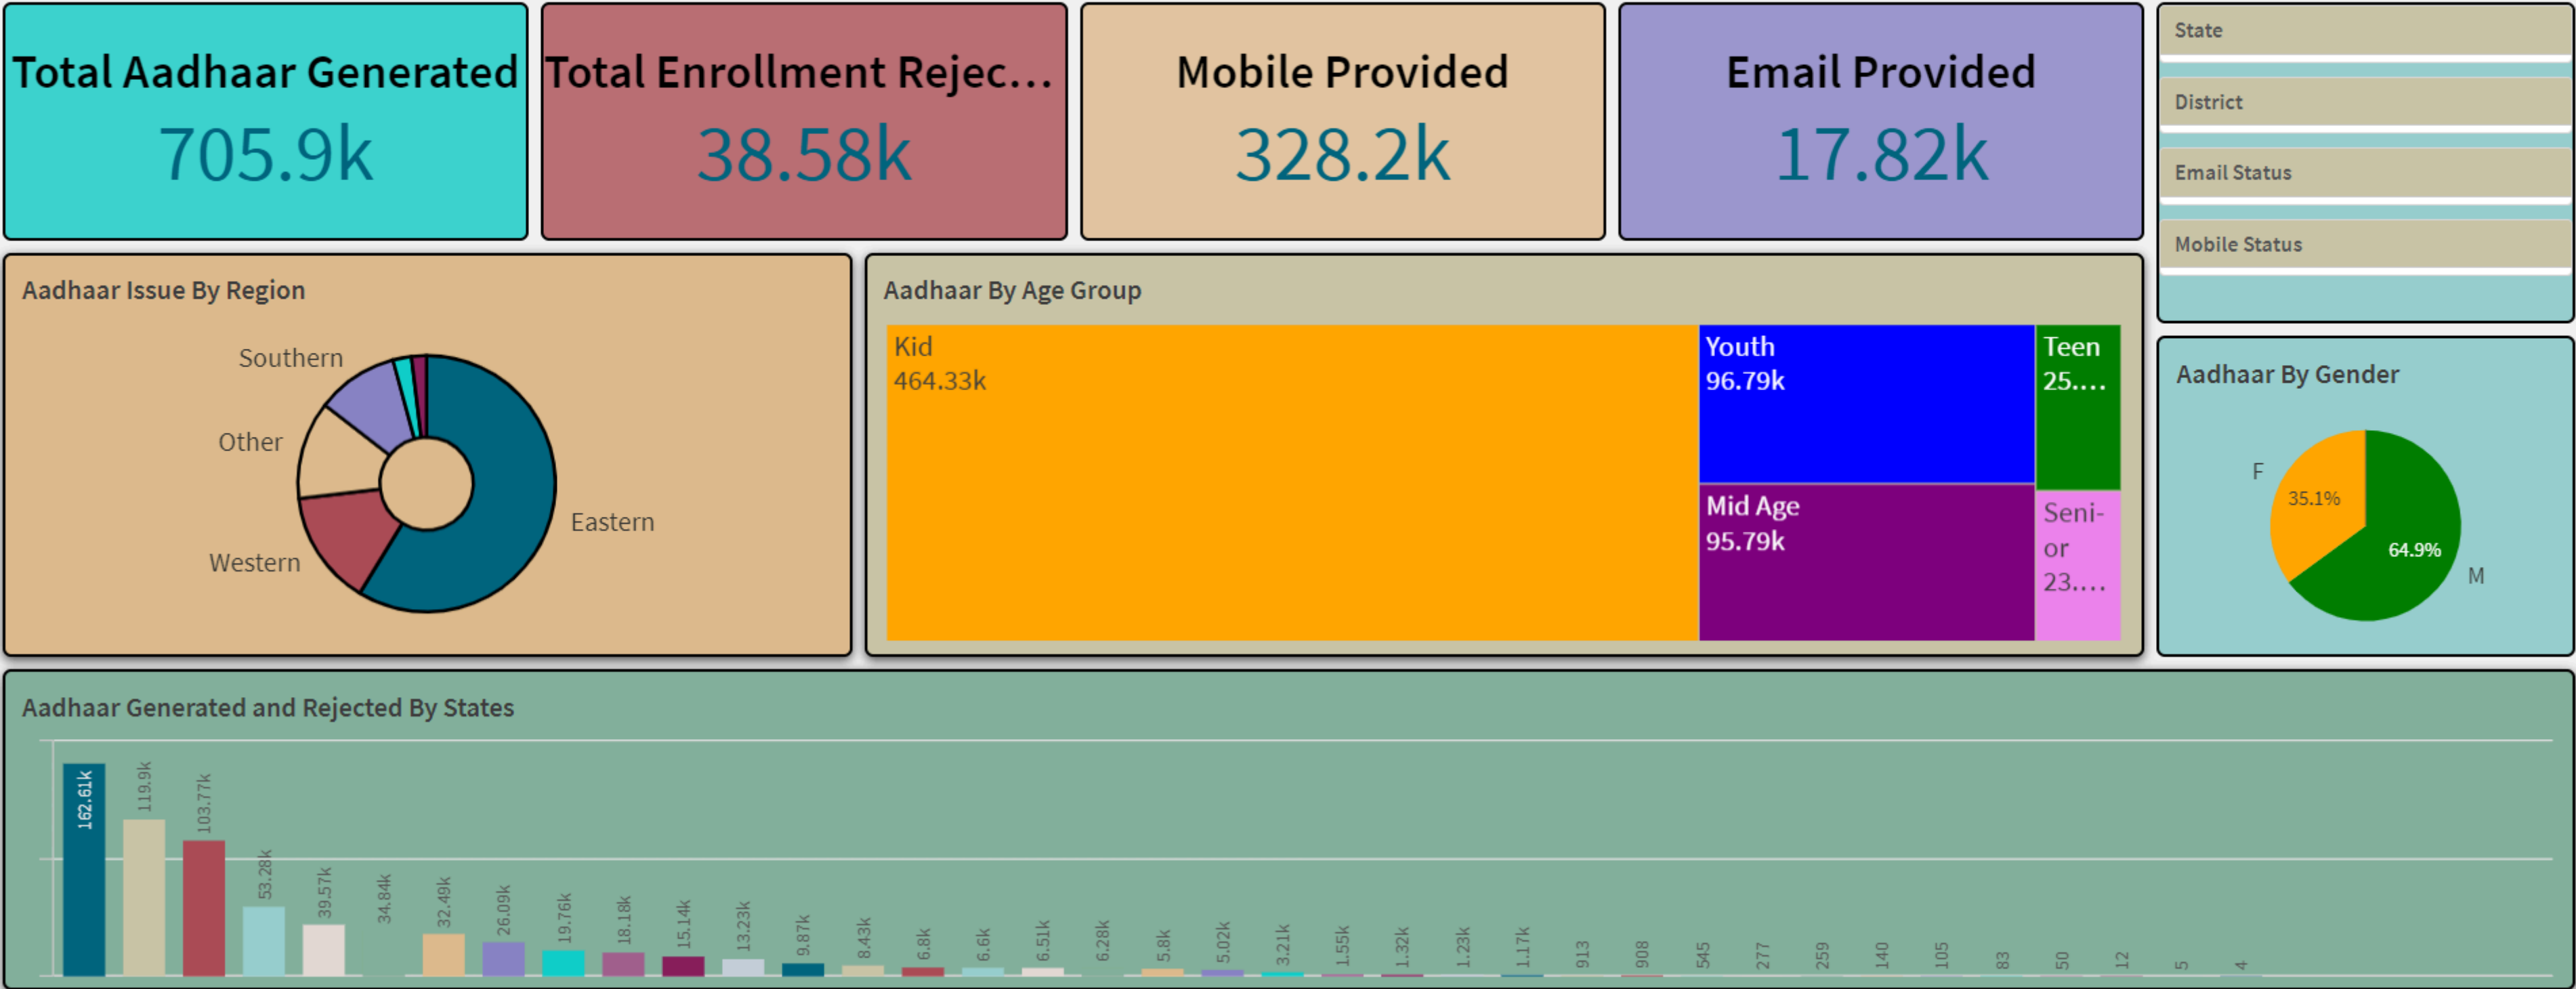 Total Aadhaar Generated
705.9k
Total Enrollment Rejec...
38.58k
Mobile Provided
328.2k
Email Provided
17.82k
State
District
Email Status
Mobile Status
Aadhaar Issue By Region
Southern
Other
Western
Eastern
Aadhaar By Age Group
Kid
464.33k
Youth
96.79k
Mid Age
95.79k
Teen
25....
Seni-
or
23....
Aadhaar By Gender
F
35.1%
64.9%
M
Aadhaar Generated and Rejected By States
162.61k
119.9k
103.77k
53.28k
39.57k
34.84k
32.49k
26.09k
19.76k
18.18k
15.14k
13.23k
9.87k
8.43k
6.8k
6.6k
6.51k
6.28k
5.8k
5.02k
3.21k
1.55k
1.32k
1.23k
1.17k
913
908
545
277
259
140
105
83
50
12
5
4